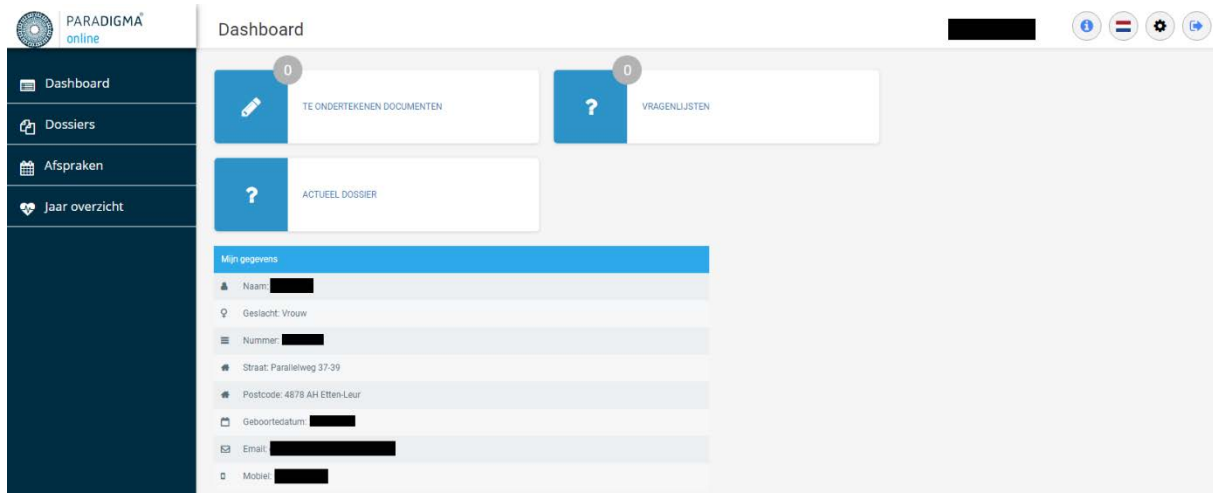 PARADIGMA
online
Dashboard
Dashboard
Dossiers
Afspraken
Jaar overzicht
0
TE ONDERTEKENEN DOCUMENTEN
0
VRAGENLIJSTEN
ACTUEEL DOSSIER
Mijn gegevens
Naam:
Geslacht: Vrouw
Nummer:
Straat: Parallelweg 37-39
Postcode: 4878 AH Etten-Leur
Geboortedatum:
Email:
Mobiel: